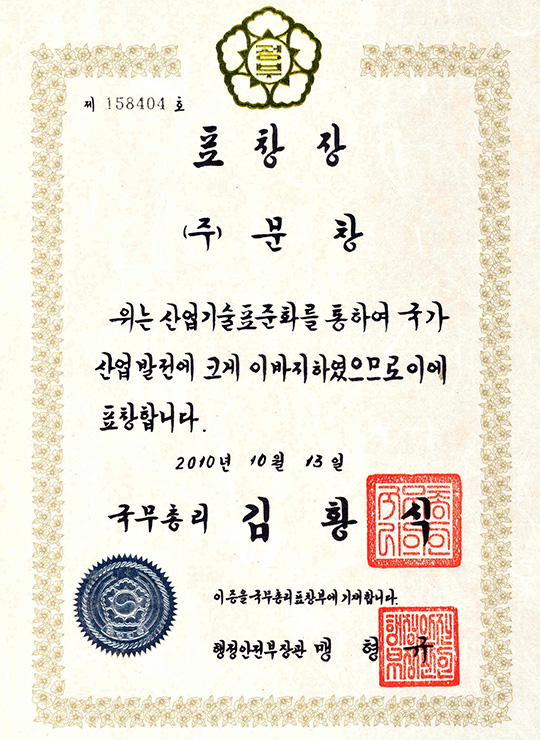 정부
제 158404 호
표창장
(주) 문창
위는 산업기술표준화를 통하여 국가
산업발전에 크게 이바지하였으므로 이에
표창합니다.
2010년 10월 13일
국무총리 김황식
이 증을 국무총리표창부에 기재합니다.
행정안전부장관 맹형규